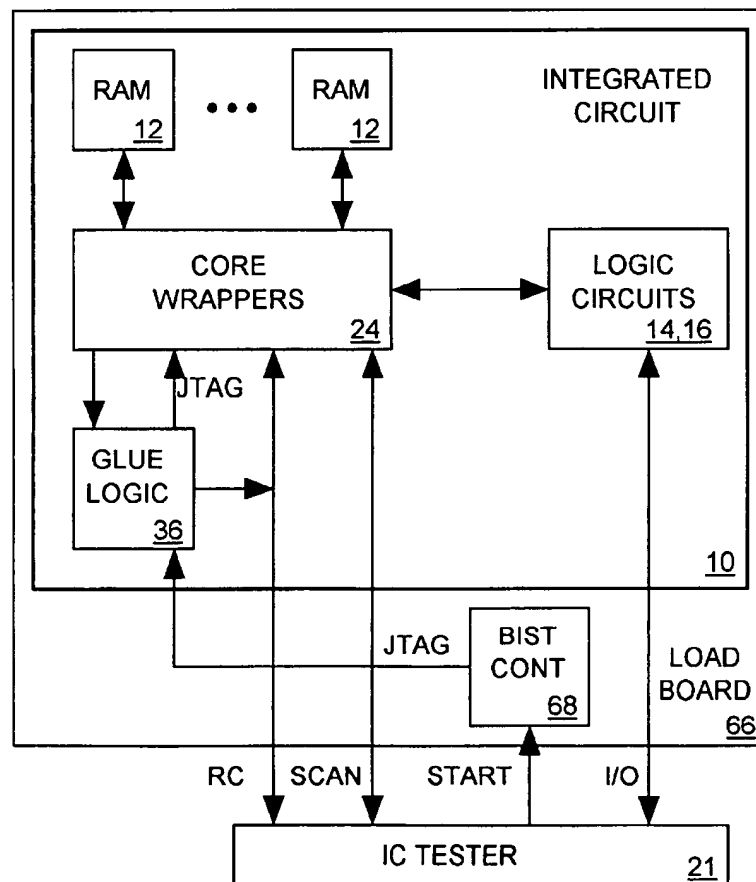 RAM
12
RAM
12
INTEGRATED
CIRCUIT
CORE
WRAPPERS
24
LOGIC
CIRCUITS
14,16
JTAG
GLUE
LOGIC
36
10
JTAG
BIST
CONT
68
LOAD
BOARD
66
RC
SCAN
START
I/O
IC TESTER
21